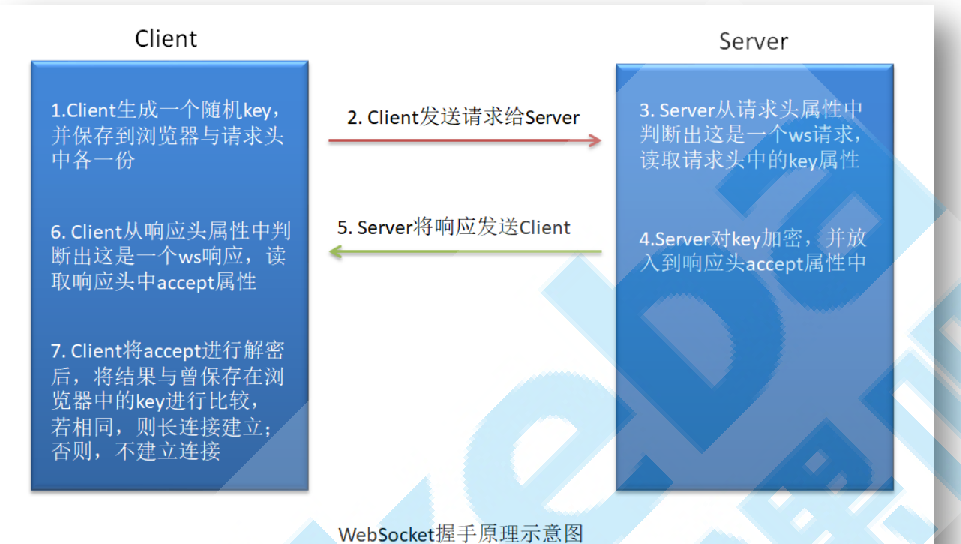 Client
Server
1.Client生成一个随机key，
并保存到浏览器与请求头
中各一份
2. Client发送请求给Server
3. Server从请求头属性中
判断出这是一个ws请求，
读取请求头中的key属性
6. Client从响应头属性中判
断出这是一个ws响应，读
取响应头中accept属性
5. Server将响应发送Client
4.Server对key加密，并放
入到响应头accept属性中
7. Client将accept进行解密
后，将结果与曾保存在浏
览器中的key进行比较，
若相同，则长连接建立；
否则，不建立连接
WebSocket握手原理示意图